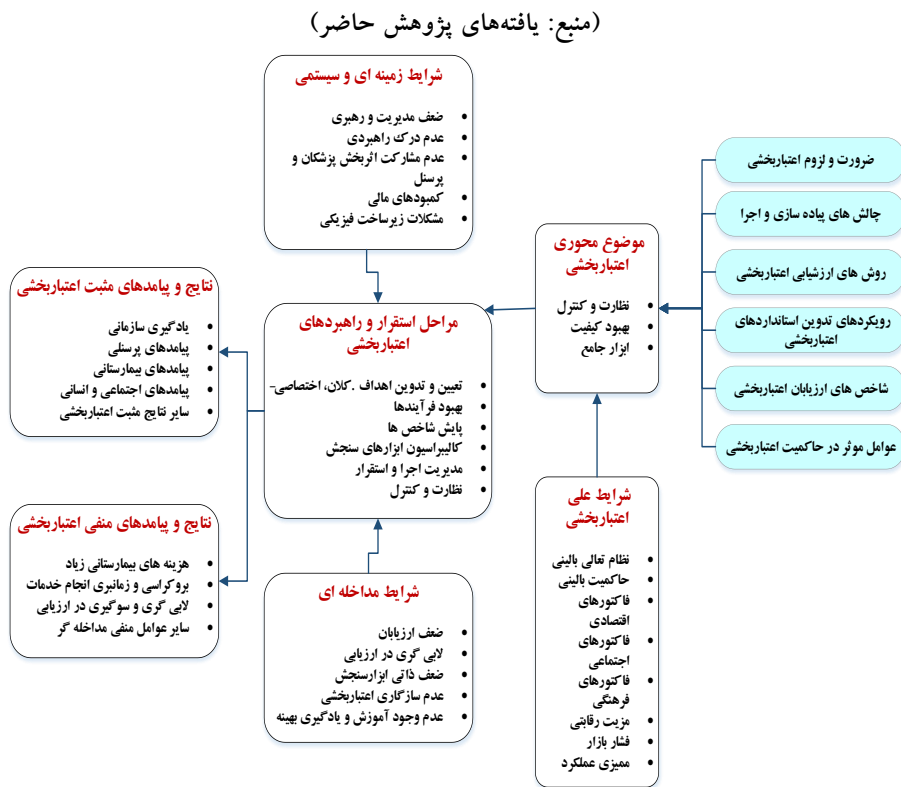 (منبع: یافته‌های پژوهش حاضر)
ضرورت و لزوم اعتباربخشی
چالش های پیاده سازی و اجرا
روش های ارزشیابی اعتباربخشی
رویکردهای تدوین استانداردهای
اعتباربخشی
شاخص های ارزیابان اعتباربخشی
عوامل موثر در حاکمیت اعتباربخشی
موضوع محوری
اعتباربخشی
• نظارت و کنترل
• بهبود کیفیت
• ابزار جامع
شرایط علی
اعتباربخشی
• نظام تعالی بالینی
• حاکمیت بالینی
• فاکتورهای
اقتصادی
• فاکتورهای
اجتماعی
• فاکتورهای
فرهنگی
• مزیت رقابتی
• فشار بازار
• ممیزی عملکرد
شرایط زمینه ای و سیستمی
• ضعف مدیریت و رهبری
• عدم درک راهبردی
• عدم مشارکت اثربخش پزشکان و
پرسنل
• کمبودهای مالی
• مشکلات زیرساخت فیزیکی
مراحل استقرار و راهبردهای
اعتباربخشی
• تعیین و تدوین اهداف .کلان، اختصاصی-
• بهبود فرآیندها
• پایش شاخص ها
• کالیبراسیون ابزارهای سنجش
• مدیریت اجرا و استقرار
• نظارت و کنترل
شرایط مداخله ای
• ضعف ارزیابان
• لابی گری در ارزیابی
• ضعف ذاتی ابزارسنجش
• عدم سازگاری اعتباربخشی
• عدم وجود آموزش و یادگیری بهینه
نتایج و پیامدهای مثبت اعتباربخشی
• یادگیری سازمانی
• پیامدهای پرسنلی
• پیامدهای بیمارستانی
• پیامدهای اجتماعی و انسانی
• سایر نتایج مثبت اعتباربخشی
نتایج و پیامدهای منفی اعتباربخشی
• هزینه های بیمارستانی زیاد
• بروکراسی و زمانبری انجام خدمات
• لابی گری و سوگیری در ارزیابی
• سایر عوامل منفی مداخله گر